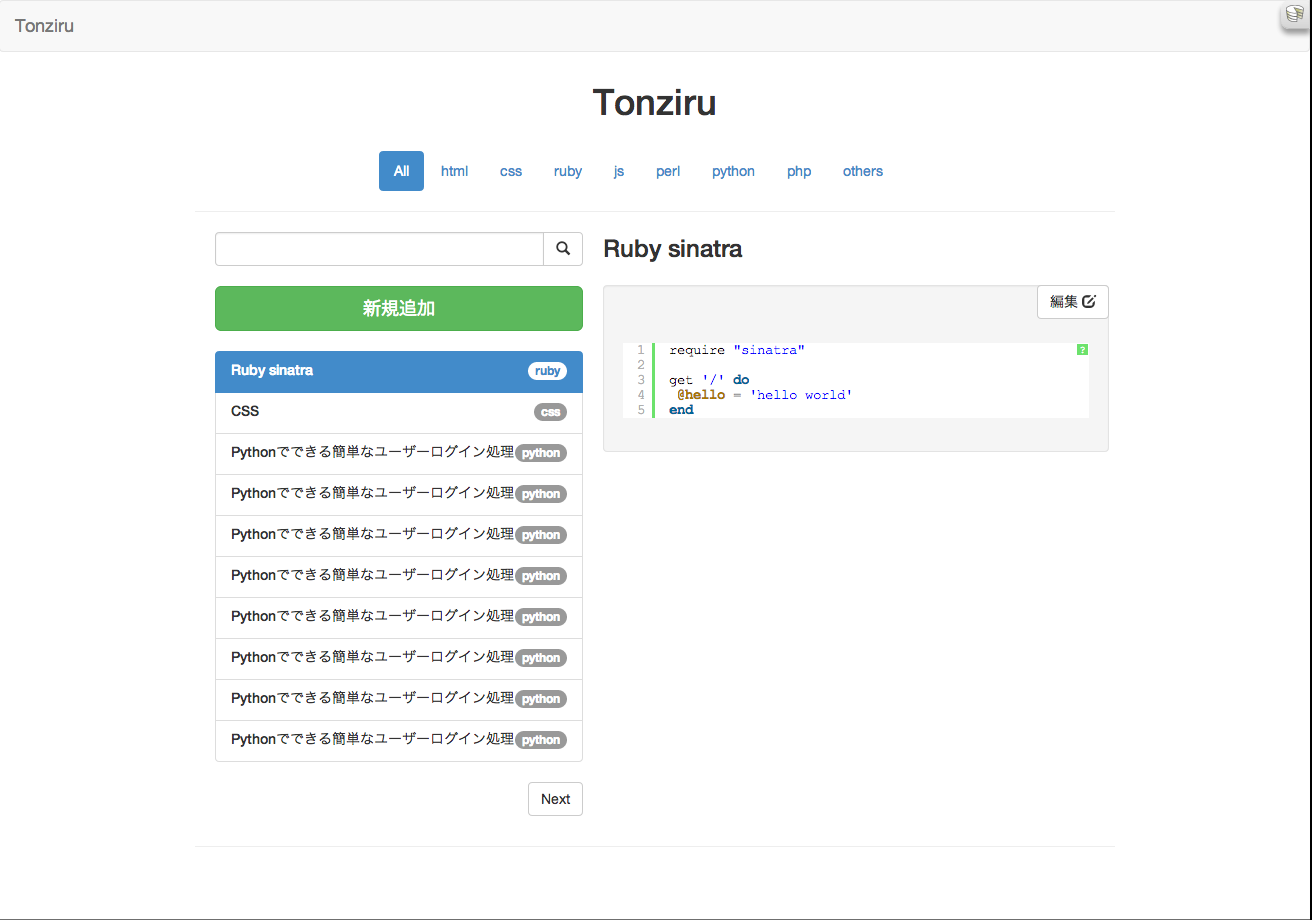 Tonziru
Tonziru
All html css ruby js perl python php others
新規追加
Ruby sinatra ruby
CSS css
Pythonでできる簡単なユーザーログイン処理 python
Pythonでできる簡単なユーザーログイン処理 python
Pythonでできる簡単なユーザーログイン処理 python
Pythonでできる簡単なユーザーログイン処理 python
Pythonでできる簡単なユーザーログイン処理 python
Pythonでできる簡単なユーザーログイン処理 python
Pythonでできる簡単なユーザーログイン処理 python
Pythonでできる簡単なユーザーログイン処理 python
Next
Ruby sinatra
編集
1 require "sinatra" ?
2
3 get '/' do
4 @hello = 'hello world'
5 end